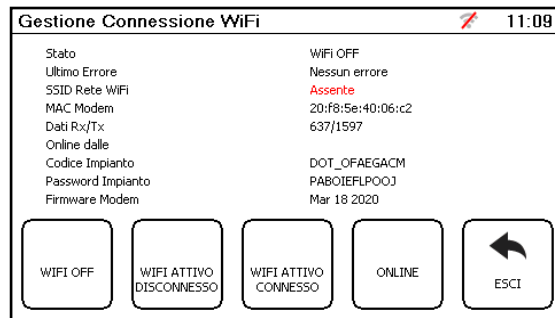 Gestione Connessione WiFi 11:09
Stato WiFi OFF
Ultimo Errore Nessun errore
SSID Rete WiFi Assente
MAC Modem 20:f8:5e:40:06:c2
Dati Rx/Tx 637/1597
Online dalle
Codice Impianto DOT_OFAEGACM
Password Impianto PABOIEFLPOOJ
Firmware Modem Mar 18 2020
WIFI OFF
WIFI ATTIVO
DISCONNESSO
WIFI ATTIVO
CONNESSO
ONLINE
ESCI